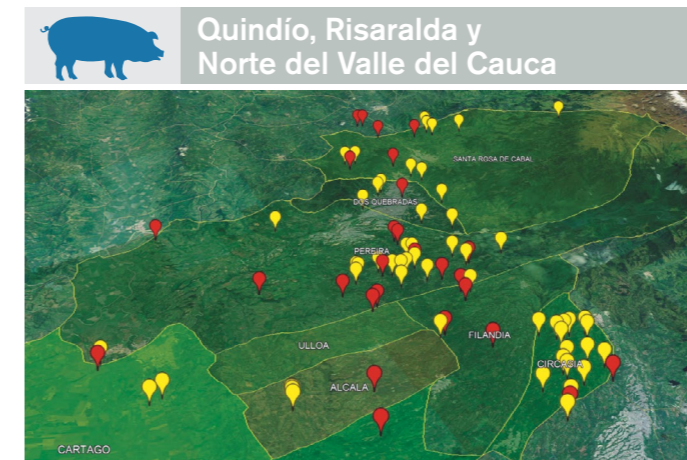 Quindío, Risaralda y
Norte del Valle del Cauca
SANTA ROSA DE CABAL
DOS QUEBRADAS
PEREIRA
FILANDIA
ULLOA
CIRCASIA
ALCALA
CARTAGO